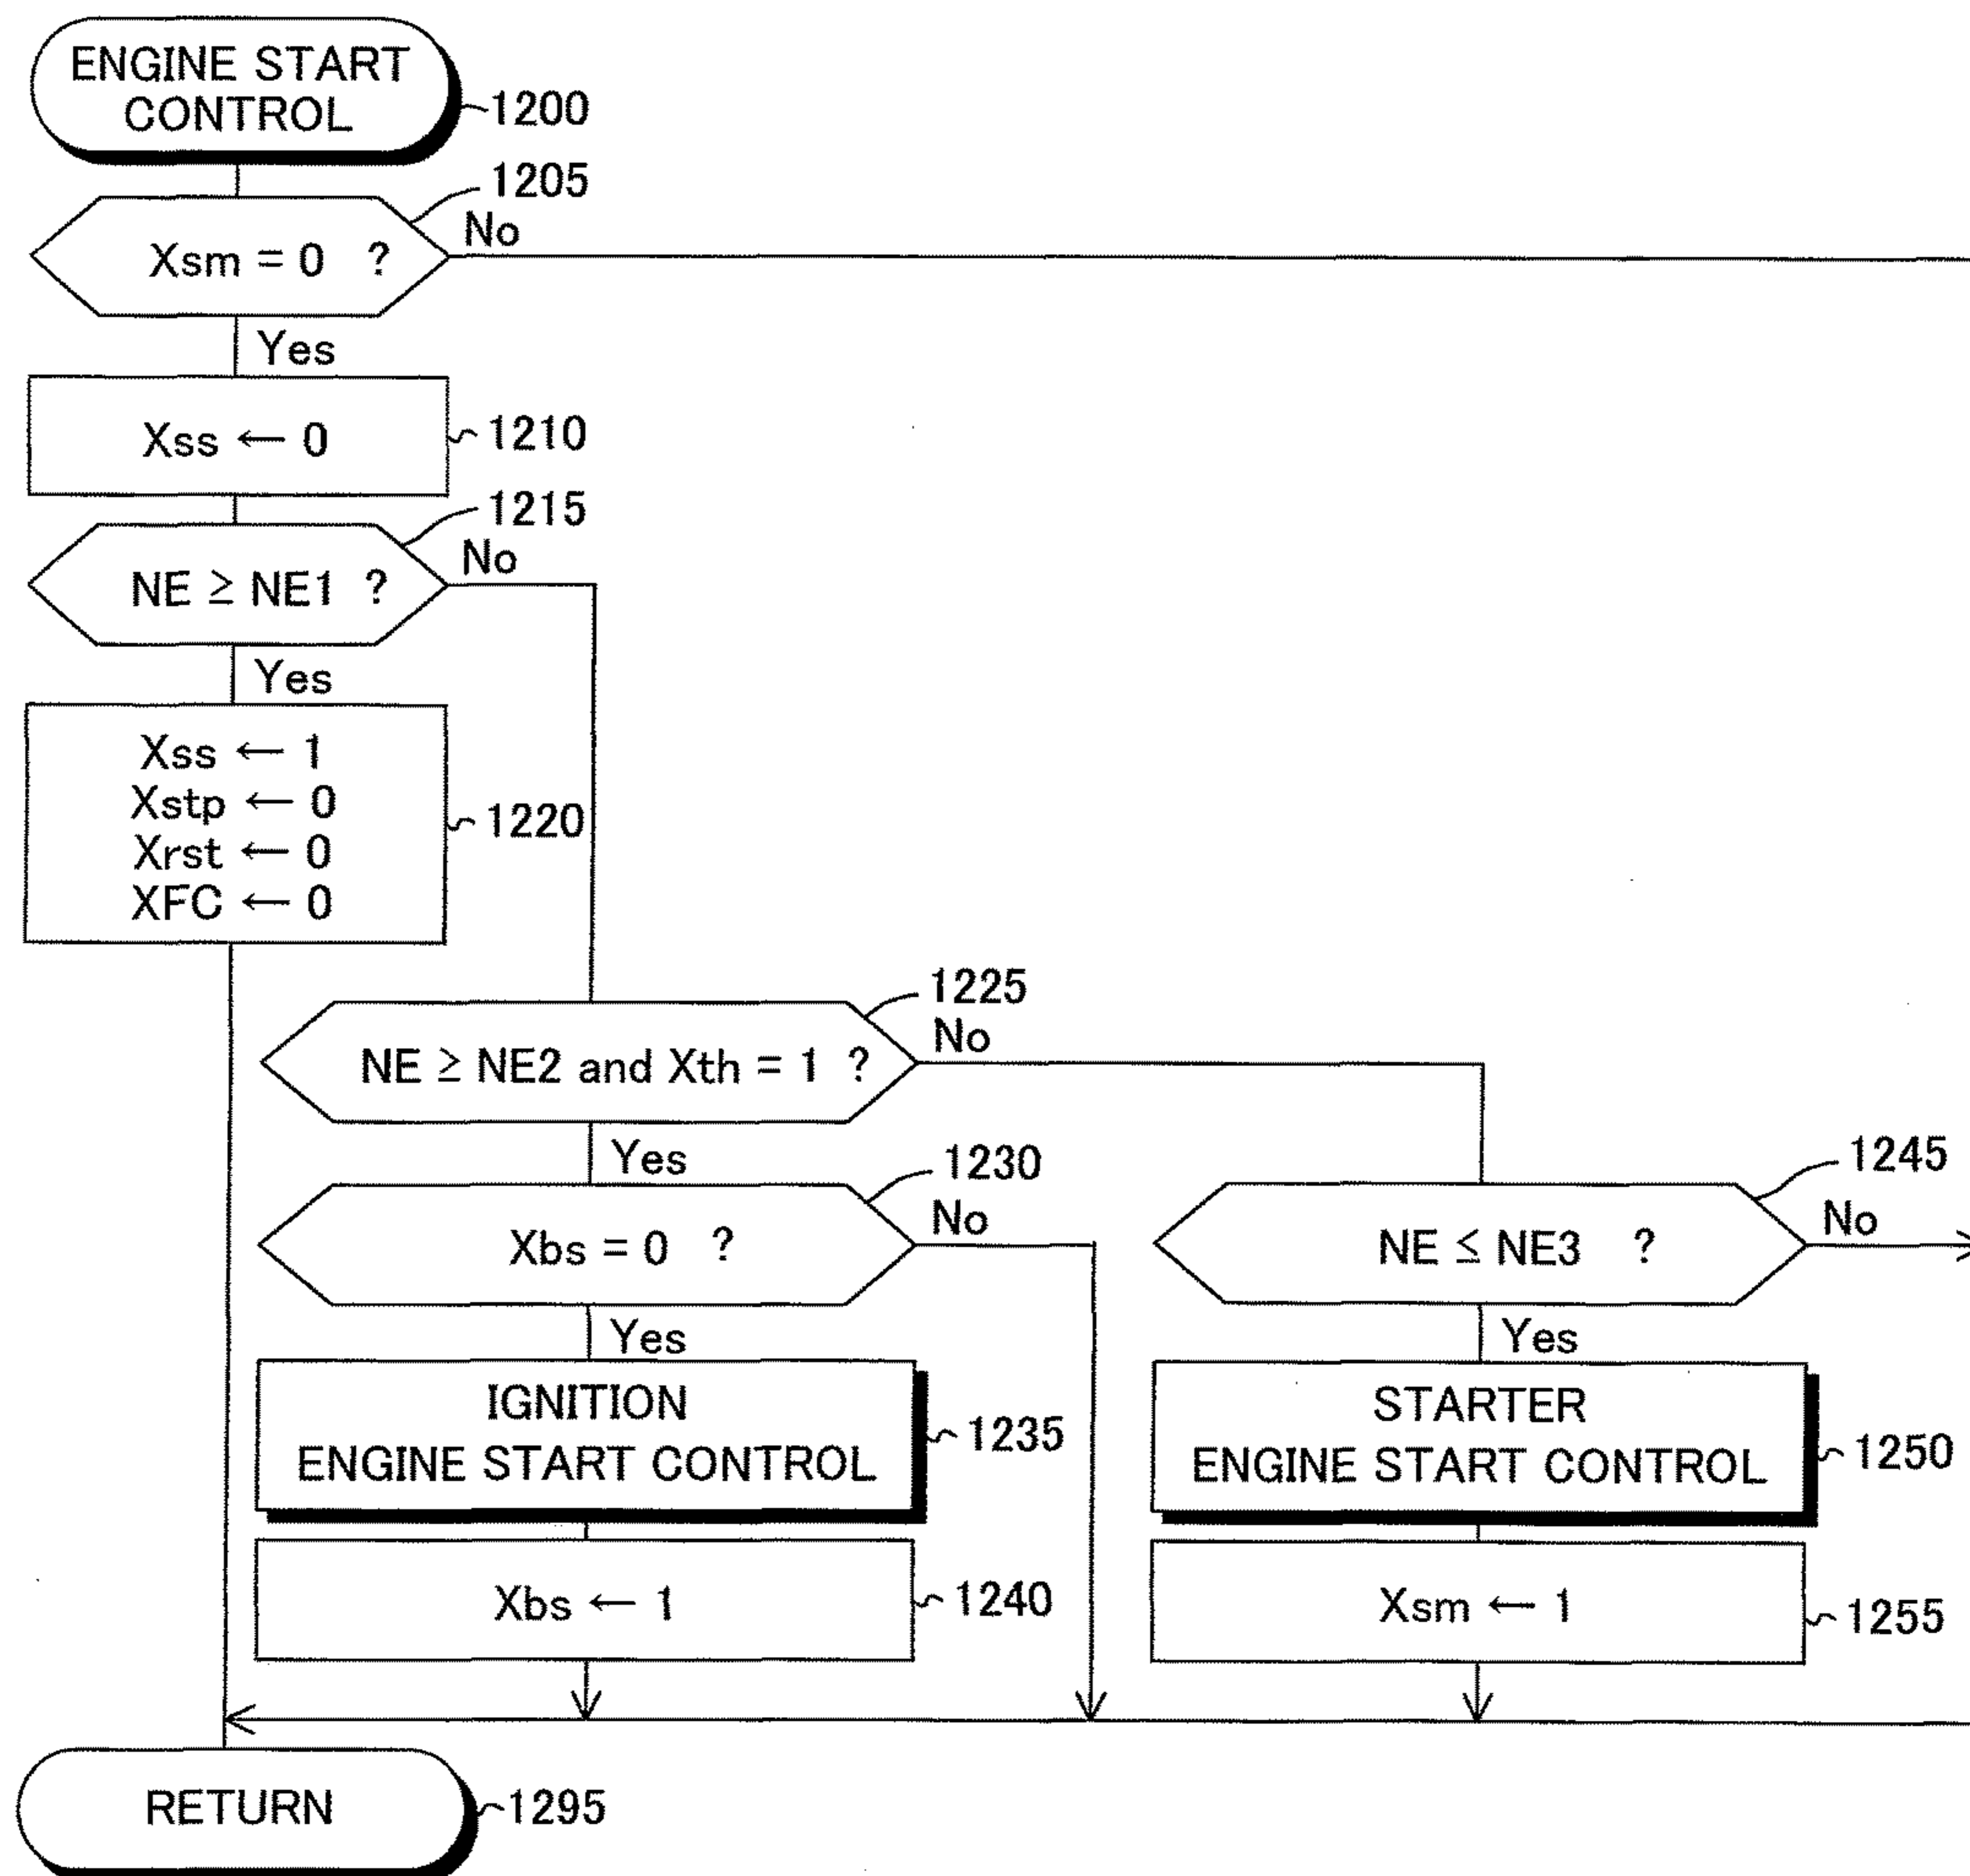 ENGINE START
CONTROL
1200
1205
Xsm = 0 ?
No
Yes
Xss ← 0
1210
1215
NE ≥ NE1 ?
No
Yes
Xss ← 1
Xstp ← 0
Xrst ← 0
XFC ← 0
1220
1225
NE ≥ NE2 and Xth = 1 ?
No
Yes
1230
Xbs = 0 ?
No
Yes
1245
NE ≤ NE3 ?
No
Yes
IGNITION
ENGINE START CONTROL
1235
STARTER
ENGINE START CONTROL
1250
Xbs ← 1
1240
Xsm ← 1
1255
RETURN
1295